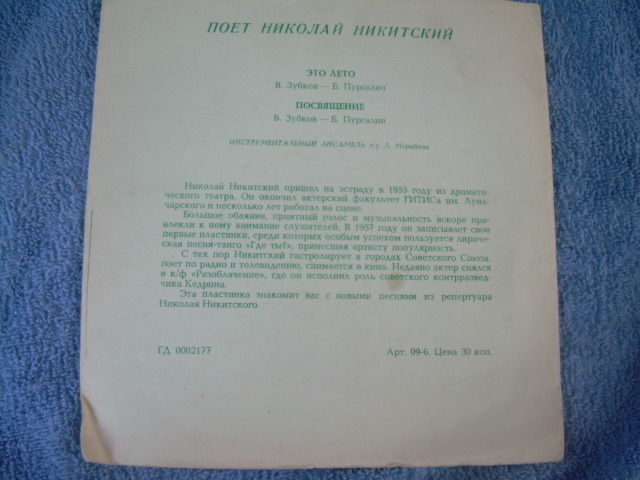 ПОЕТ НИКОЛАЙ НИКИТСКИЙ
ЭТО ЛЕТО
В. Зубков — Б. Пургалин
ПОСВЯЩЕНИЕ
В. Зубков — Б. Пургалин
ИНСТРУМЕНТАЛЬНЫЙ АНСАМБЛЬ п/у Л. Мерабова
Николай Никитский пришел на эстраду в 1955 году из драмати-
ческого театра. Он окончил актерский факультет ГИТИСа им. Луна-
чарского и несколько лет работал на сцене.
Большое обаяние, приятный голос и музыкальность вскоре при-
влекли к нему внимание слушателей. В 1957 году он записывает свои
первые пластинки, среди которых особым успехом пользуется лириче-
ская песня-танго «Где ты?», принесшая артисту популярность.
С тех пор Никитский гастролирует в городах Советского Союза,
поет по радио и телевидению, снимается в кино. Недавно актер снялся
в к/ф «Разоблачение», где он исполнил роль советского контрразвед-
чика Кедрина.
Эта пластинка знакомит вас с новыми песнями из репертуара
Николая Никитского.
ГД 0002177 Арт. 09-6. Цена 30 коп.